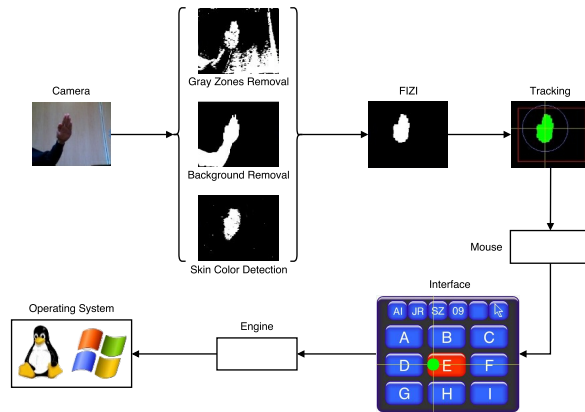 Camera
Gray Zones Removal
Background Removal
Skin Color Detection
FIZI
Tracking
Mouse
Interface
AI JR SZ 09
A B C
D E F
G H I
Engine
Operating System